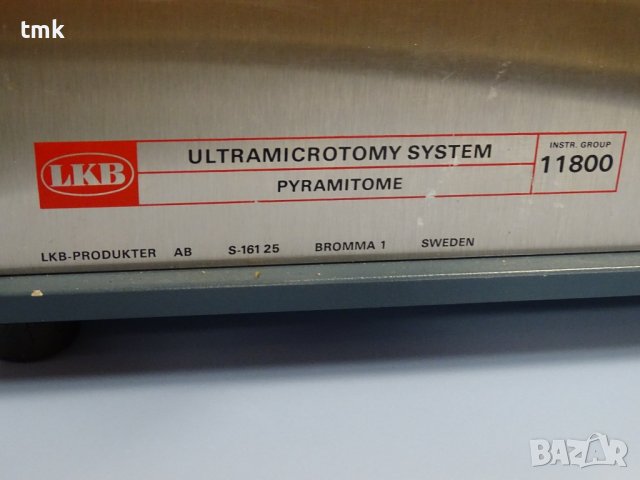 tmk
LKB
ULTRAMICROTOMY SYSTEM
PYRAMITOME
INSTR. GROUP
11800
LKB-PRODUKTER AB S-161 25 BROMMA 1 SWEDEN
BAZAR